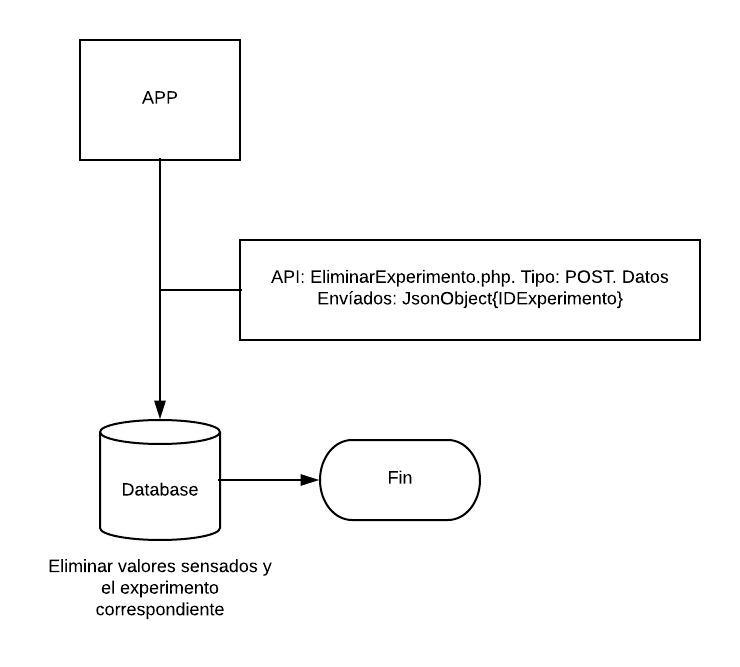 APP
API: EliminarExperimento.php. Tipo: POST. Datos
Envíados: JsonObject{IDExperimento}
Database
Fin
Eliminar valores sensados y
el experimento
correspondiente